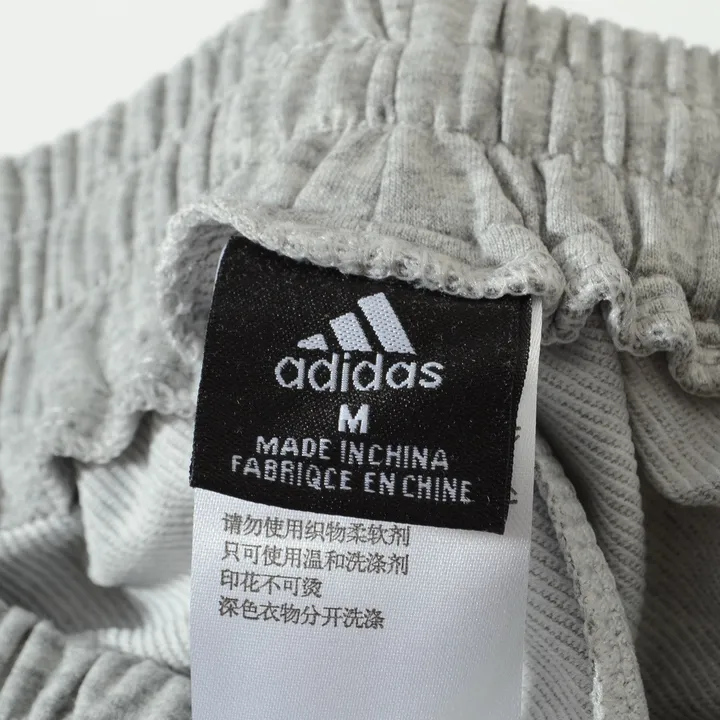 adidas
M
MADE IN CHINA
FABRIQCE EN CHINE
请勿使用织物柔软剂
只可使用温和洗涤剂
印花不可烫
深色衣物分开洗涤